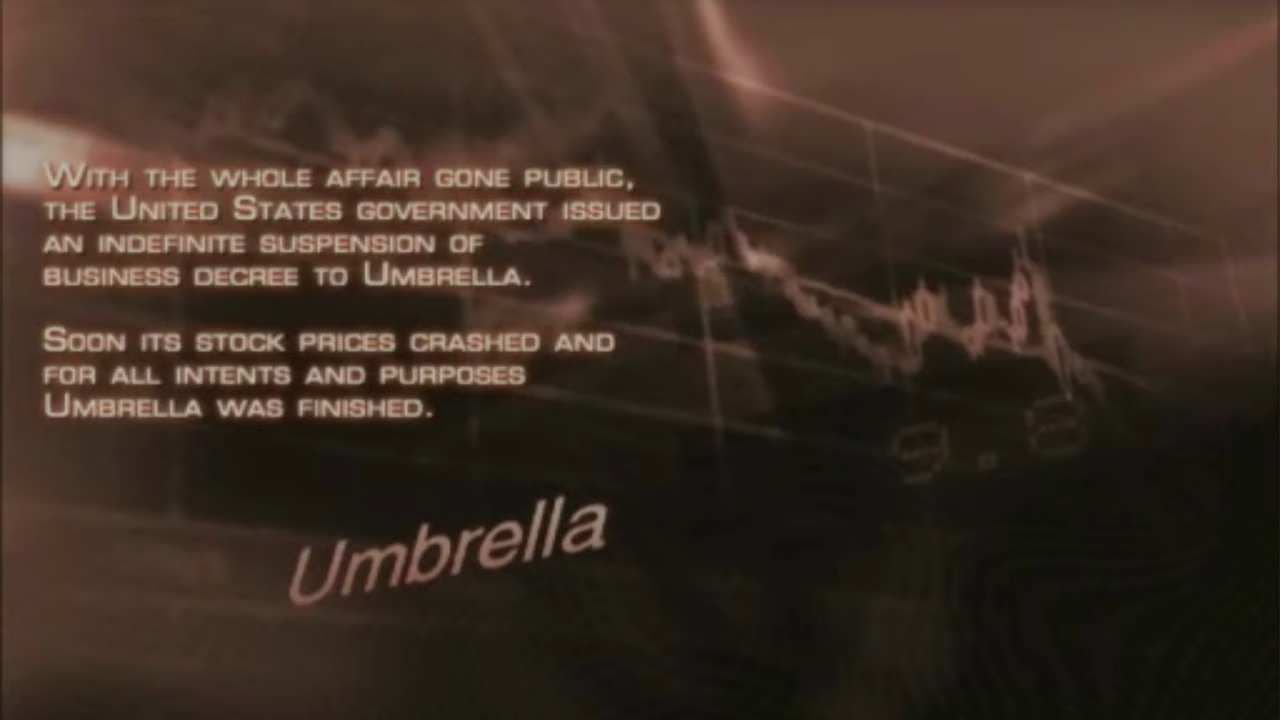 With the whole affair gone public,
the United States government issued
an indefinite suspension of
business decree to Umbrella.
Soon its stock prices crashed and
for all intents and purposes
Umbrella was finished.
Umbrella